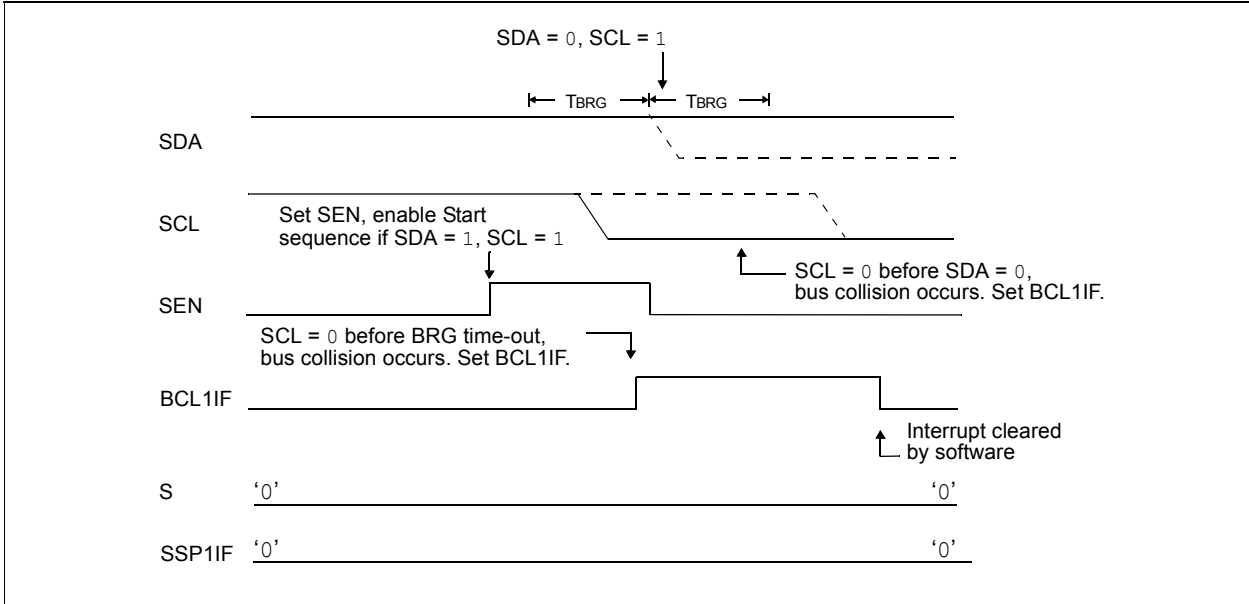 SDA = 0, SCL = 1
TBRG TBRG
SDA
SCL
Set SEN, enable Start
sequence if SDA = 1, SCL = 1
SCL = 0 before SDA = 0,
bus collision occurs. Set BCL1IF.
SEN
SCL = 0 before BRG time-out,
bus collision occurs. Set BCL1IF.
BCL1IF
Interrupt cleared
by software
S ‘0’ ‘0’
SSP1IF ‘0’ ‘0’